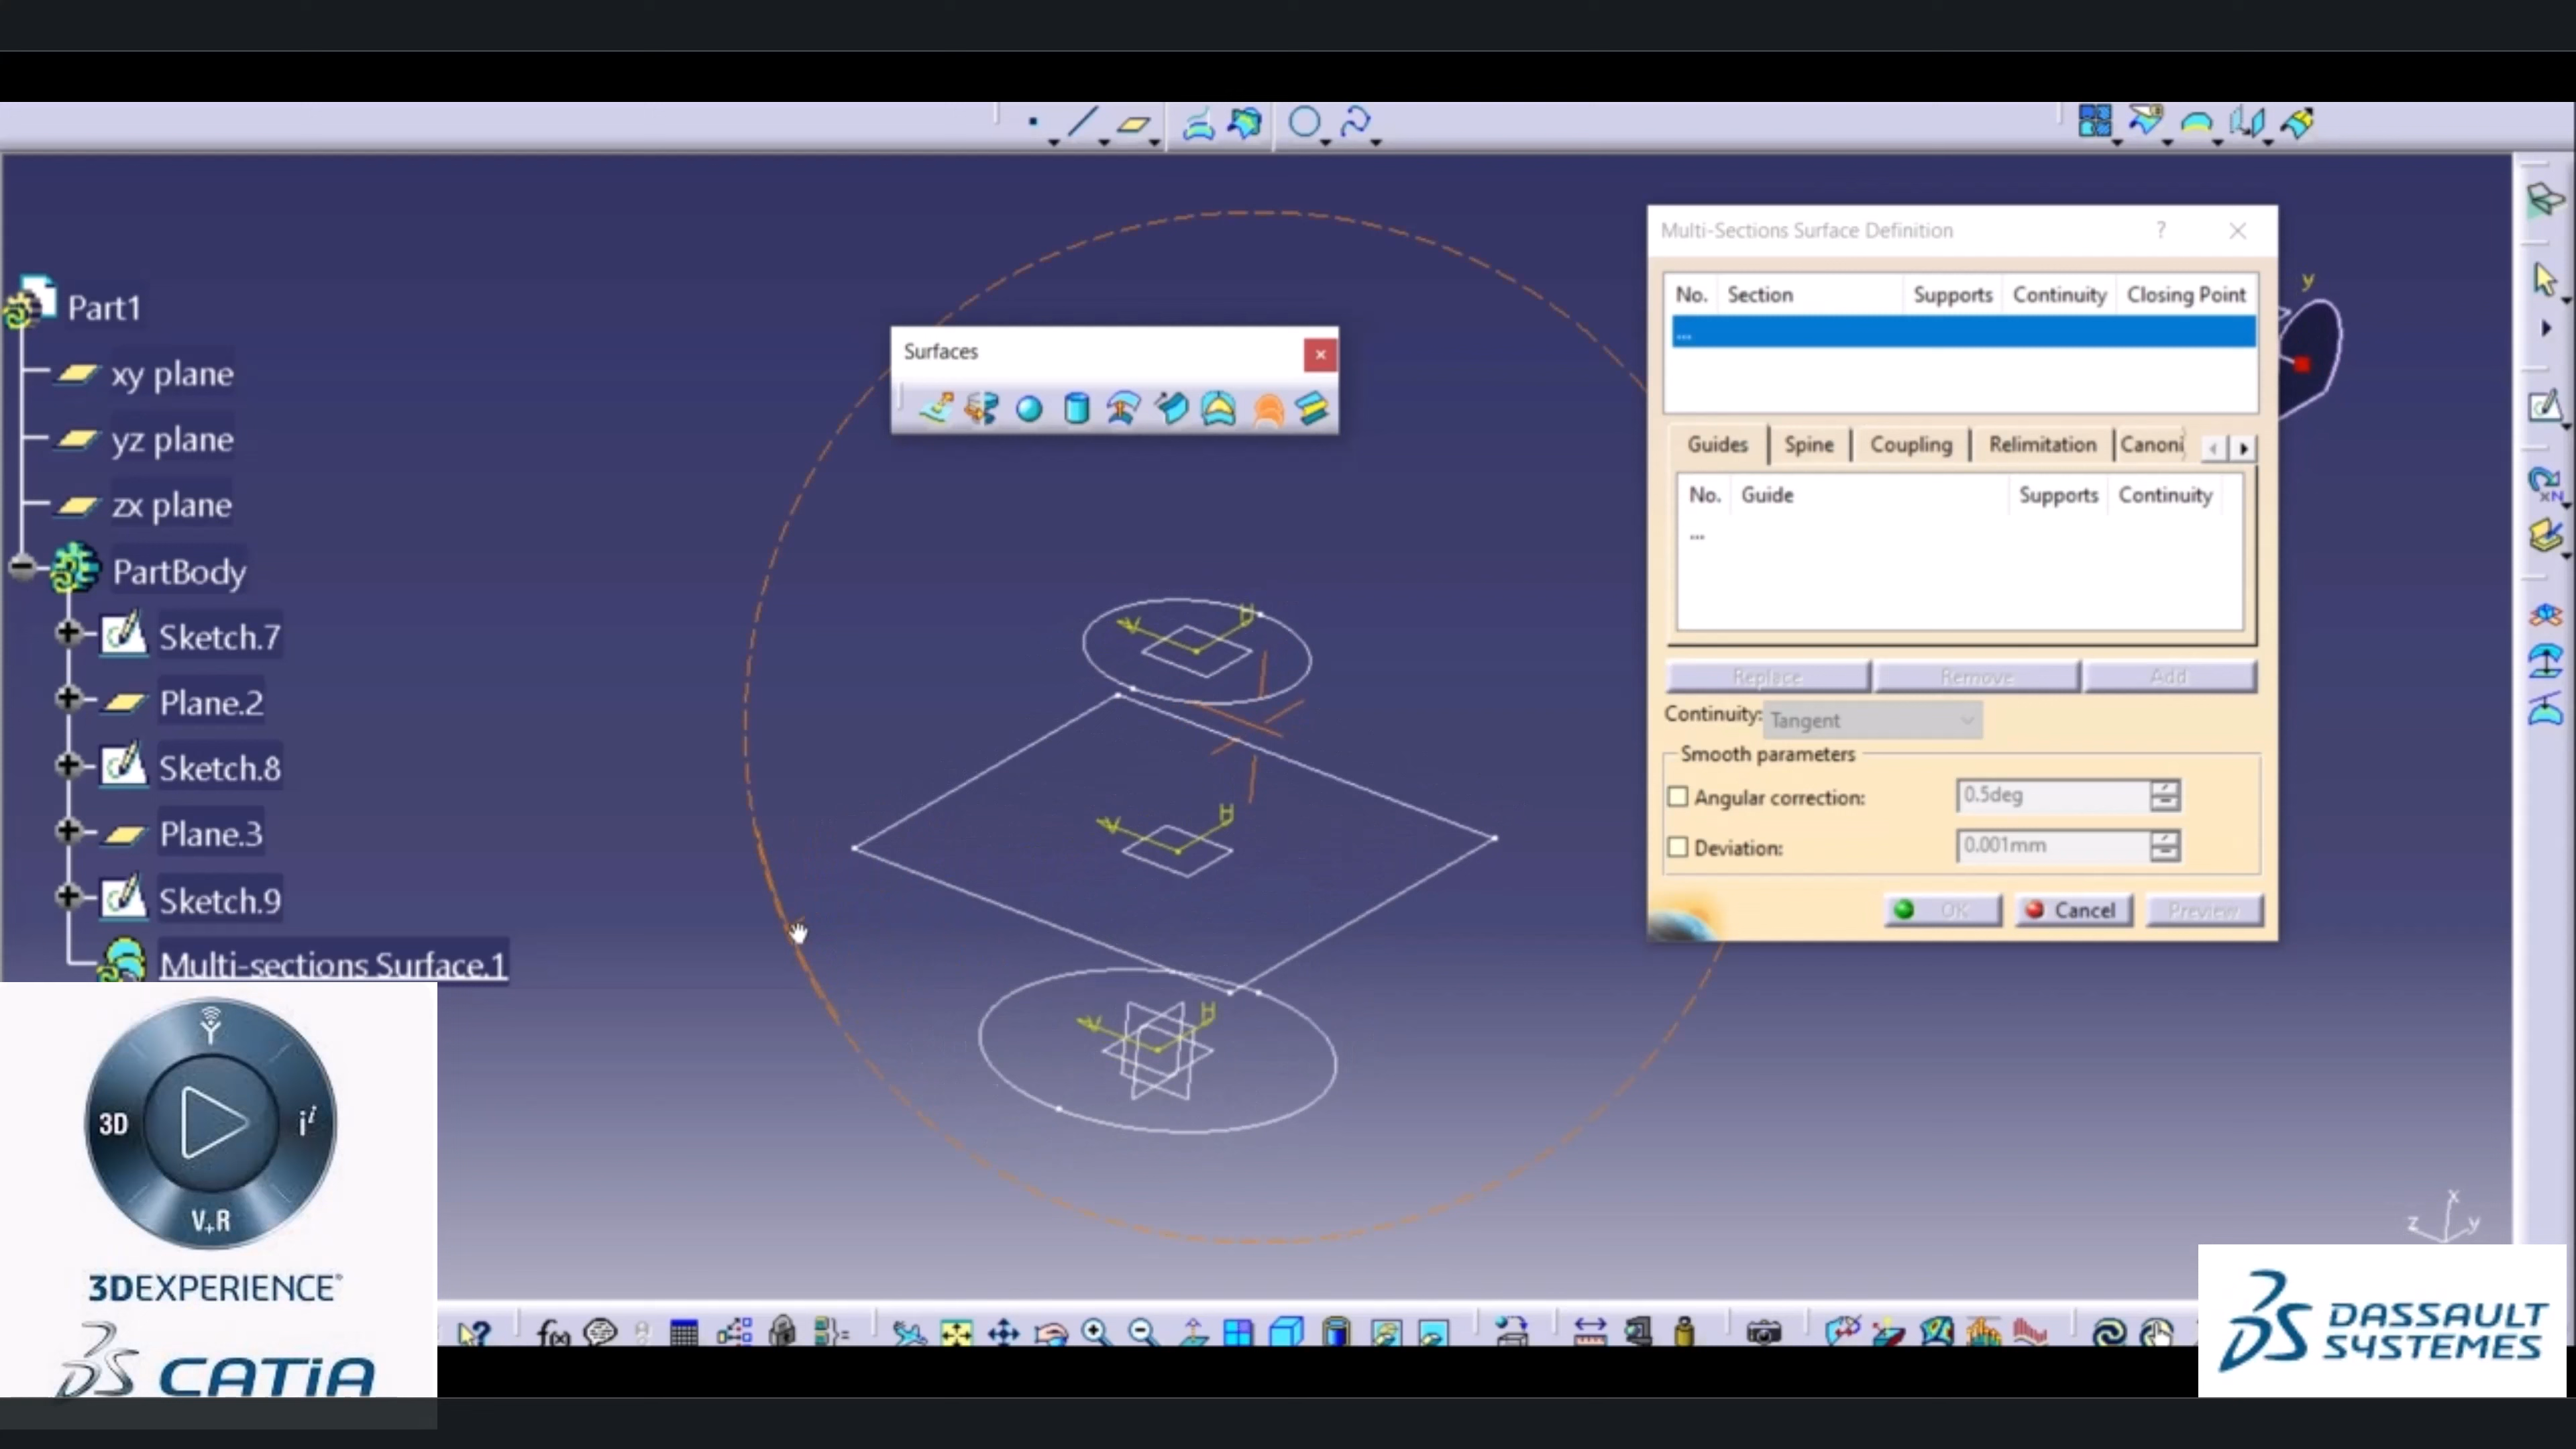 Part1
xy plane
yz plane
zx plane
PartBody
Sketch.7
Plane.2
Sketch.8
Plane.3
Sketch.9
Multi-sections Surface.1
Surfaces
V H
V H
V H
Multi-Sections Surface Definition ?
No. Section Supports Continuity Closing Point
...
Guides Spine Coupling Relimitation Canoni
No. Guide Supports Continuity
...
Replace Remove Add
Continuity: Tangent
Smooth parameters
Angular correction: 0.5deg
Deviation: 0.001mm
OK Cancel Preview
y
x
z y
3D i i
V+R
3DEXPERIENCE®
DS CATIA
f(x)
DS DASSAULT
SYSTEMES